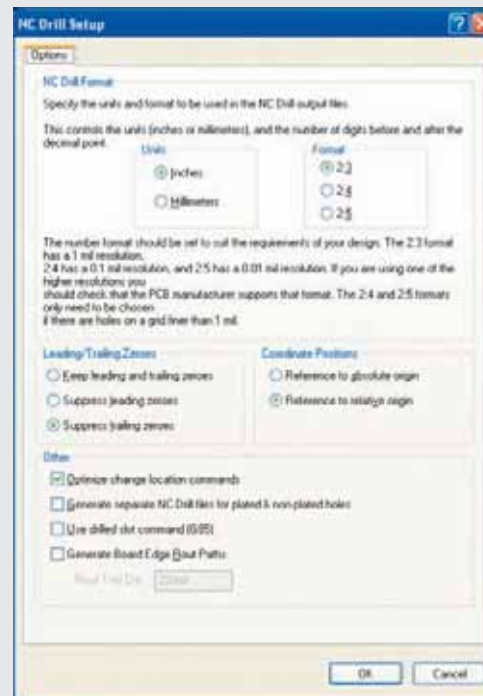 NC Drill Setup
Options
NC Drill Format
Specify the units and format to be used in the NC Drill output files.
This controls the units (inches or millimeters), and the number of digits before and after the
decimal point.
Units
Inches
Millimeters
Format
2:3
2:4
2:5
The number format should be set to suit the requirements of your design. The 2:3 format
has a 1 mil resolution,
2:4 has a 0.1 mil resolution, and 2:5 has a 0.01 mil resolution. If you are using one of the
higher resolutions you
should check that the PCB manufacturer supports that format. The 2:4 and 2:5 formats
only need to be chosen
if there are holes on a grid finer than 1 mil.
Leading/Trailing Zeroes
Keep leading and trailing zeroes
Suppress leading zeroes
Suppress trailing zeroes
Coordinate Positions
Reference to absolute origin
Reference to relative origin
Other
Optimize change location commands
Generate separate NC Drill files for plated & non-plated holes
Use drilled slot command (G85)
Generate Board Edge Rout Paths
OK
Cancel